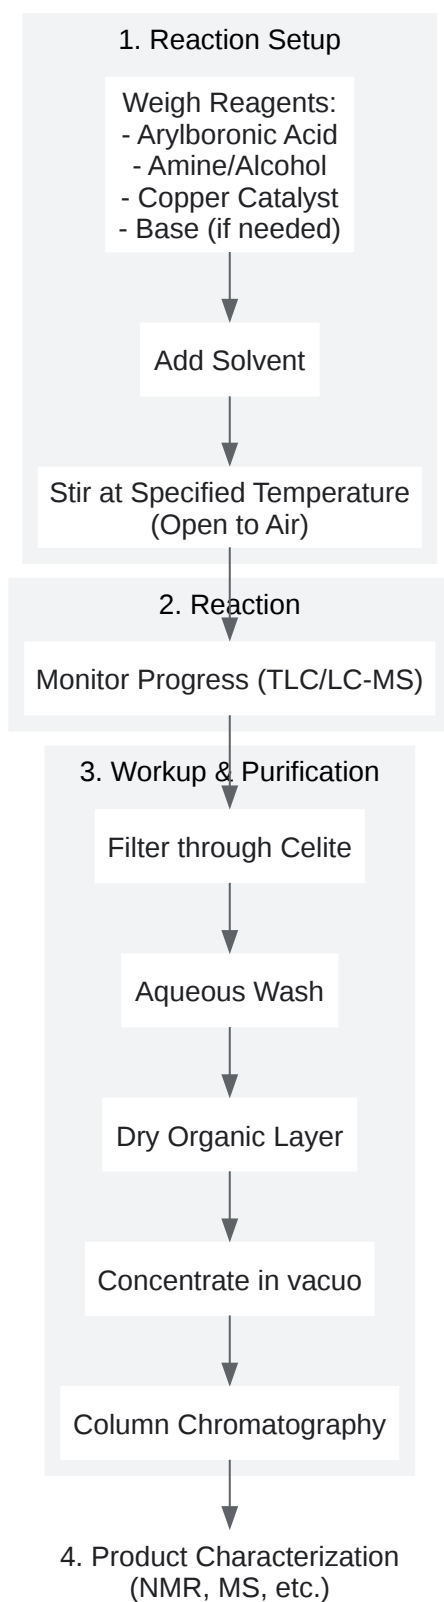 1. Reaction Setup
Weigh Reagents:
- Arylboronic Acid
- Amine/Alcohol
- Copper Catalyst
- Base (if needed)
Add Solvent
Stir at Specified Temperature
(Open to Air)
2. Reaction
Monitor Progress (TLC/LC-MS)
3. Workup & Purification
Filter through Celite
Aqueous Wash
Dry Organic Layer
Concentrate in vacuo
Column Chromatography
4. Product Characterization
(NMR, MS, etc.)